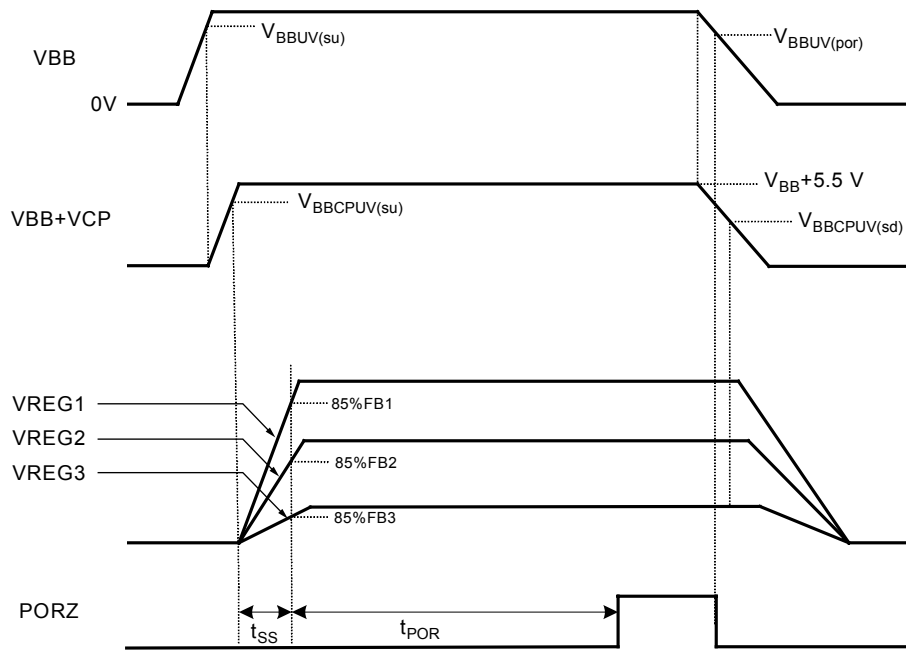 V_BBUV(su)
V_BBUV(por)
VBB
0V
V_BB+5.5 V
V_BBCPUV(su)
VBB+VCP
V_BBCPUV(sd)
VREG1
85%FB1
VREG2
85%FB2
VREG3
85%FB3
PORZ
t_SS
t_POR